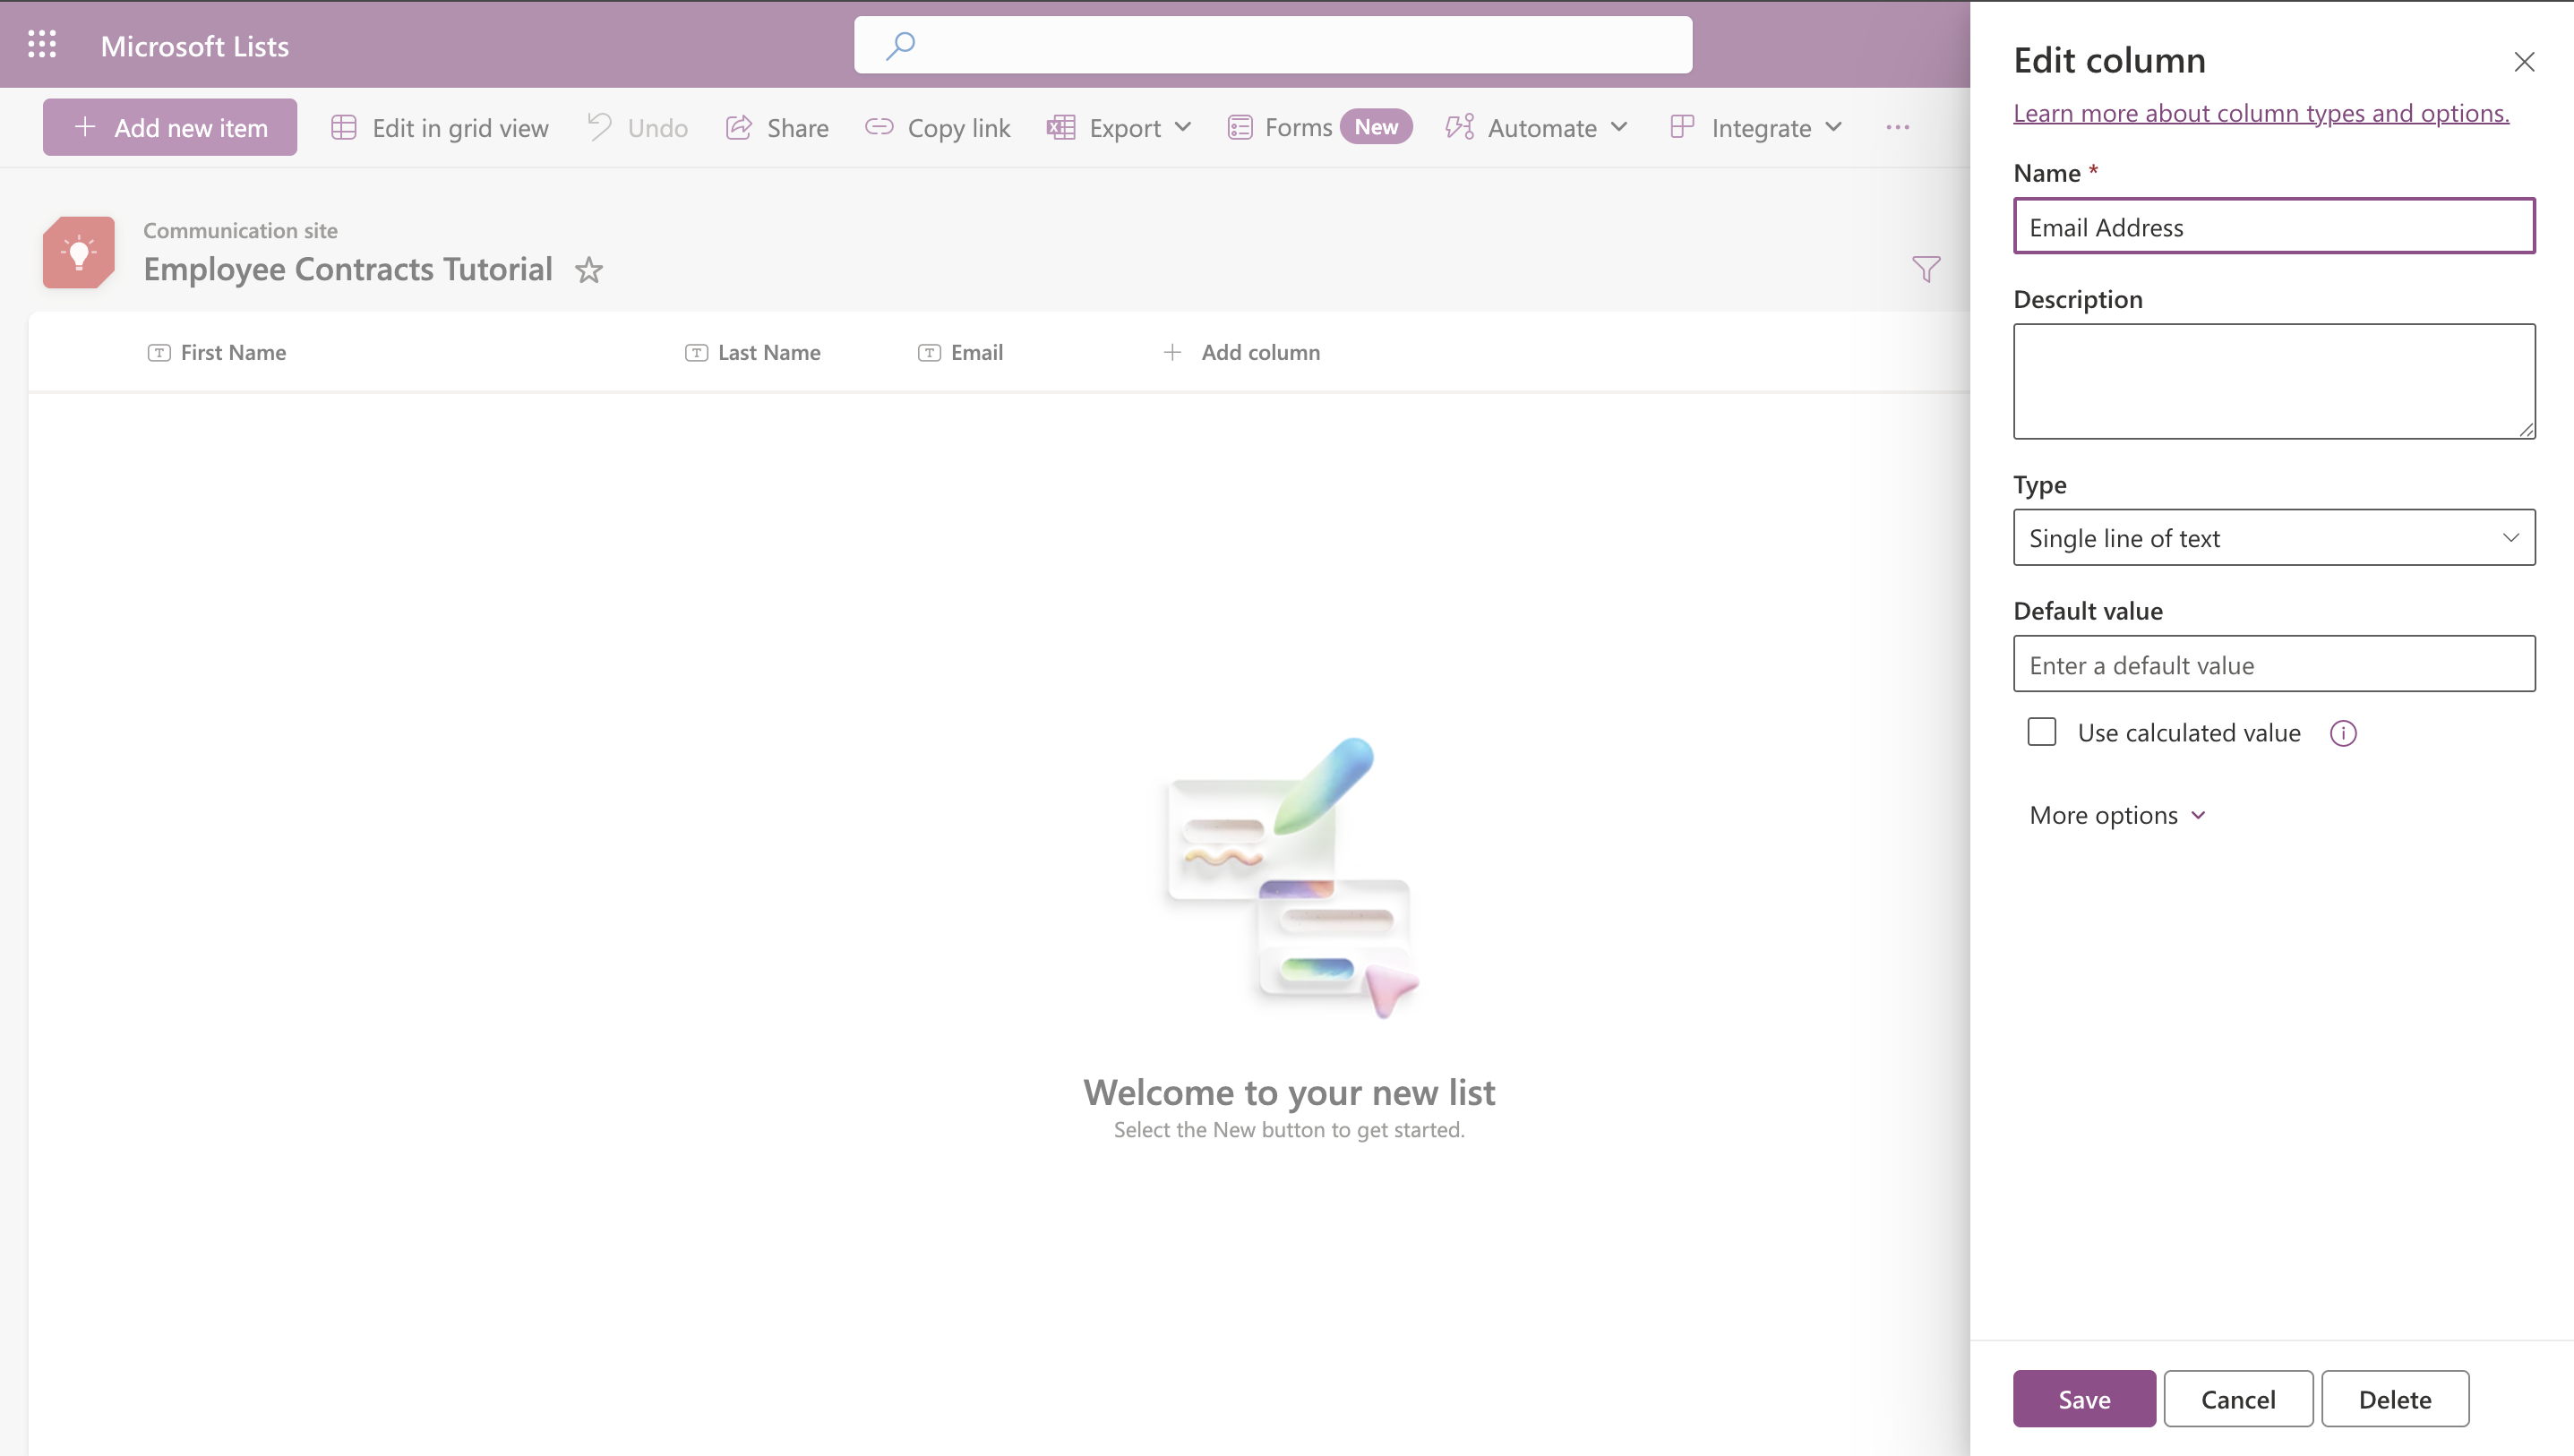 Microsoft Lists
Add new item
Edit in grid view
Undo
Share
Copy link
Export
Forms New
Automate
Integrate
Communication site
Employee Contracts Tutorial
First Name
Last Name
Email
Add column
Welcome to your new list
Select the New button to get started.
Edit column
Learn more about column types and options.
Name *
Email Address
Description
Type
Single line of text
Default value
Enter a default value
Use calculated value
More options
Save
Cancel
Delete